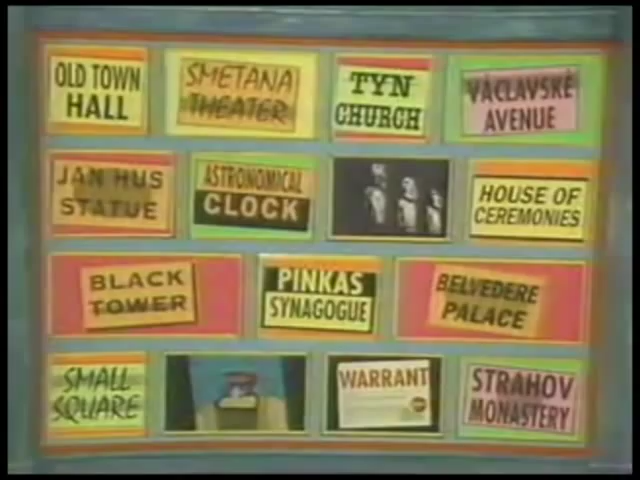 OLD TOWN
HALL
SMETANA
THEATER
TYN
CHURCH
VÁCLAVSKÉ
AVENUE
JAN HUS
STATUE
ASTRONOMICAL
CLOCK
HOUSE OF
CEREMONIES
BLACK
TOWER
PINKAS
SYNAGOGUE
BELVEDERE
PALACE
SMALL
SQUARE
WARRANT
STRAHOV
MONASTERY